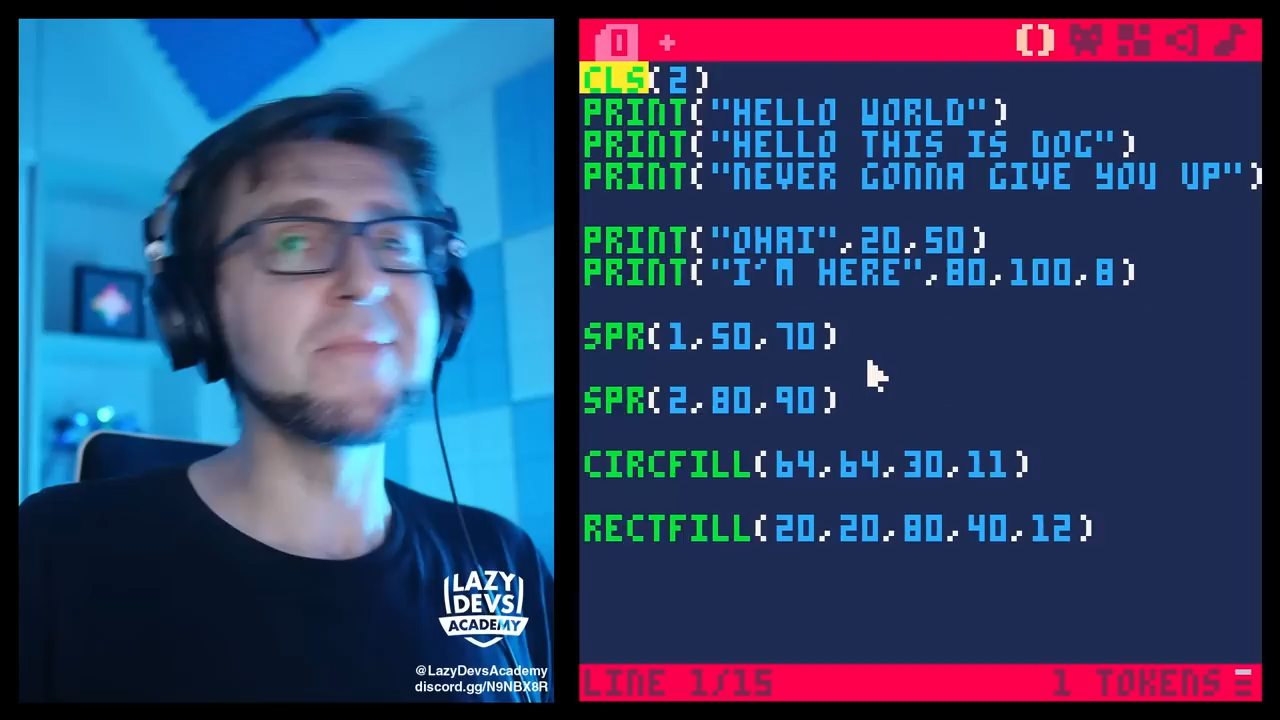 0 +
CLS(2)
PRINT("HELLO WORLD")
PRINT("HELLO THIS IS DOG")
PRINT("NEVER GONNA GIVE YOU UP")
PRINT("OHAI",20,50)
PRINT("I'M HERE",80,100,8)
SPR(1,50,70)
SPR(2,80,90)
CIRCFILL(64,64,30,11)
RECTFILL(20,20,80,40,12)
LINE 1/15
1 TOKENS
LAZY
DEVS
ACADEMY
@LazyDevsAcademy
discord.gg/N9NBX8R